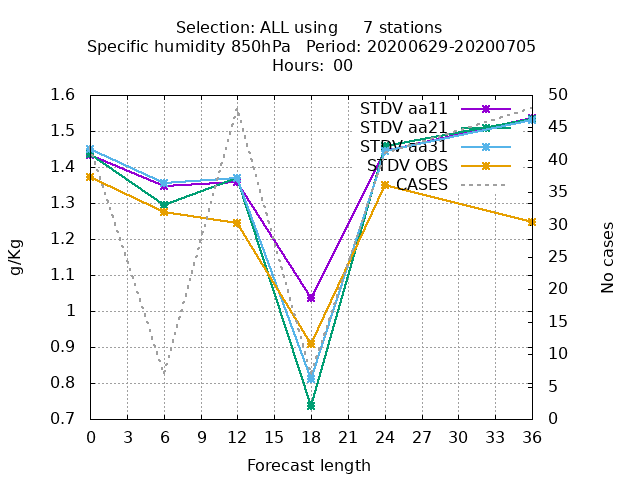 Selection: ALL using 7 stations
Specific humidity 850hPa Period: 20200629-20200705
Hours: 00
1.6
1.5
1.4
1.3
1.2
1.1
1
0.9
0.8
0.7
g/Kg
STDV aa11
STDV aa21
STDV aa31
STDV OBS
CASES
50
45
40
35
30
25
20
15
10
5
0
No cases
0 3 6 9 12 15 18 21 24 27 30 33 36
Forecast length